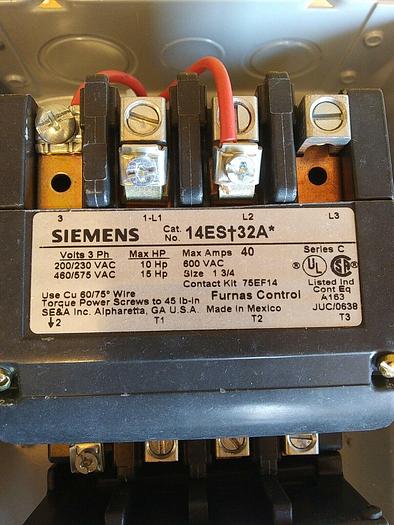 3 1-L1 L2 L3
SIEMENS Cat. No. 14ES†32A*
Volts 3 Ph Max HP Max Amps 40 Series C
200/230 VAC 10 Hp 600 VAC
460/575 VAC 15 Hp Size 1 3/4
Contact Kit 75EF14
® UL ® SA ®
Listed Ind
Cont Eq
A163
JUC/0638
Use Cu 60/75° Wire
Furnas Control
Torque Power Screws to 45 lb-in
SE&A Inc. Alpharetta, GA U.S.A. Made in Mexico
2 T1 T2 T3